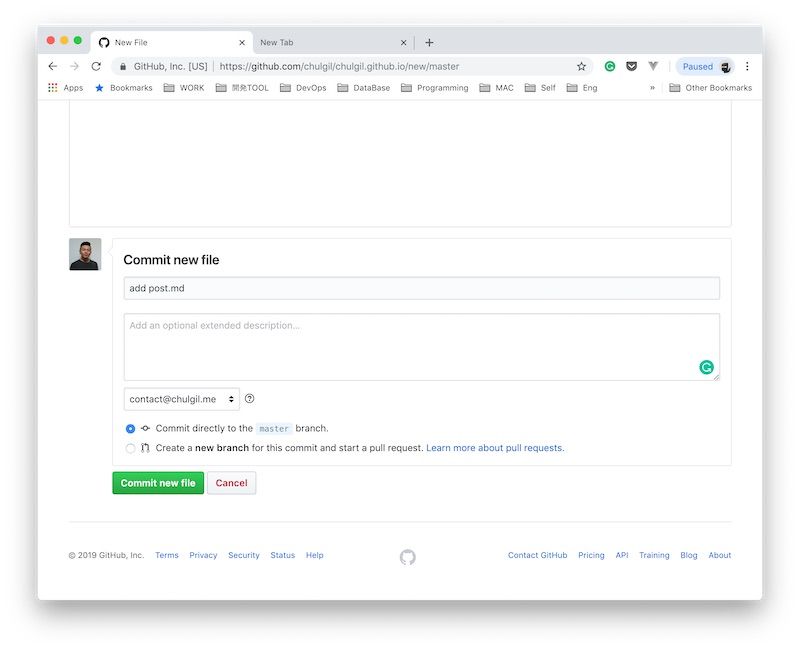 New File
New Tab
GitHub, Inc. [US] | https://github.com/chulgil/chulgil.github.io/new/master
Paused
Apps Bookmarks WORK 開発TOOL DevOps DataBase Programming MAC Self Eng » Other Bookmarks
Commit new file
add post.md
Add an optional extended description...
contact@chulgil.me
Commit directly to the master branch.
Create a new branch for this commit and start a pull request. Learn more about pull requests.
Commit new file Cancel
© 2019 GitHub, Inc. Terms Privacy Security Status Help Contact GitHub Pricing API Training Blog About